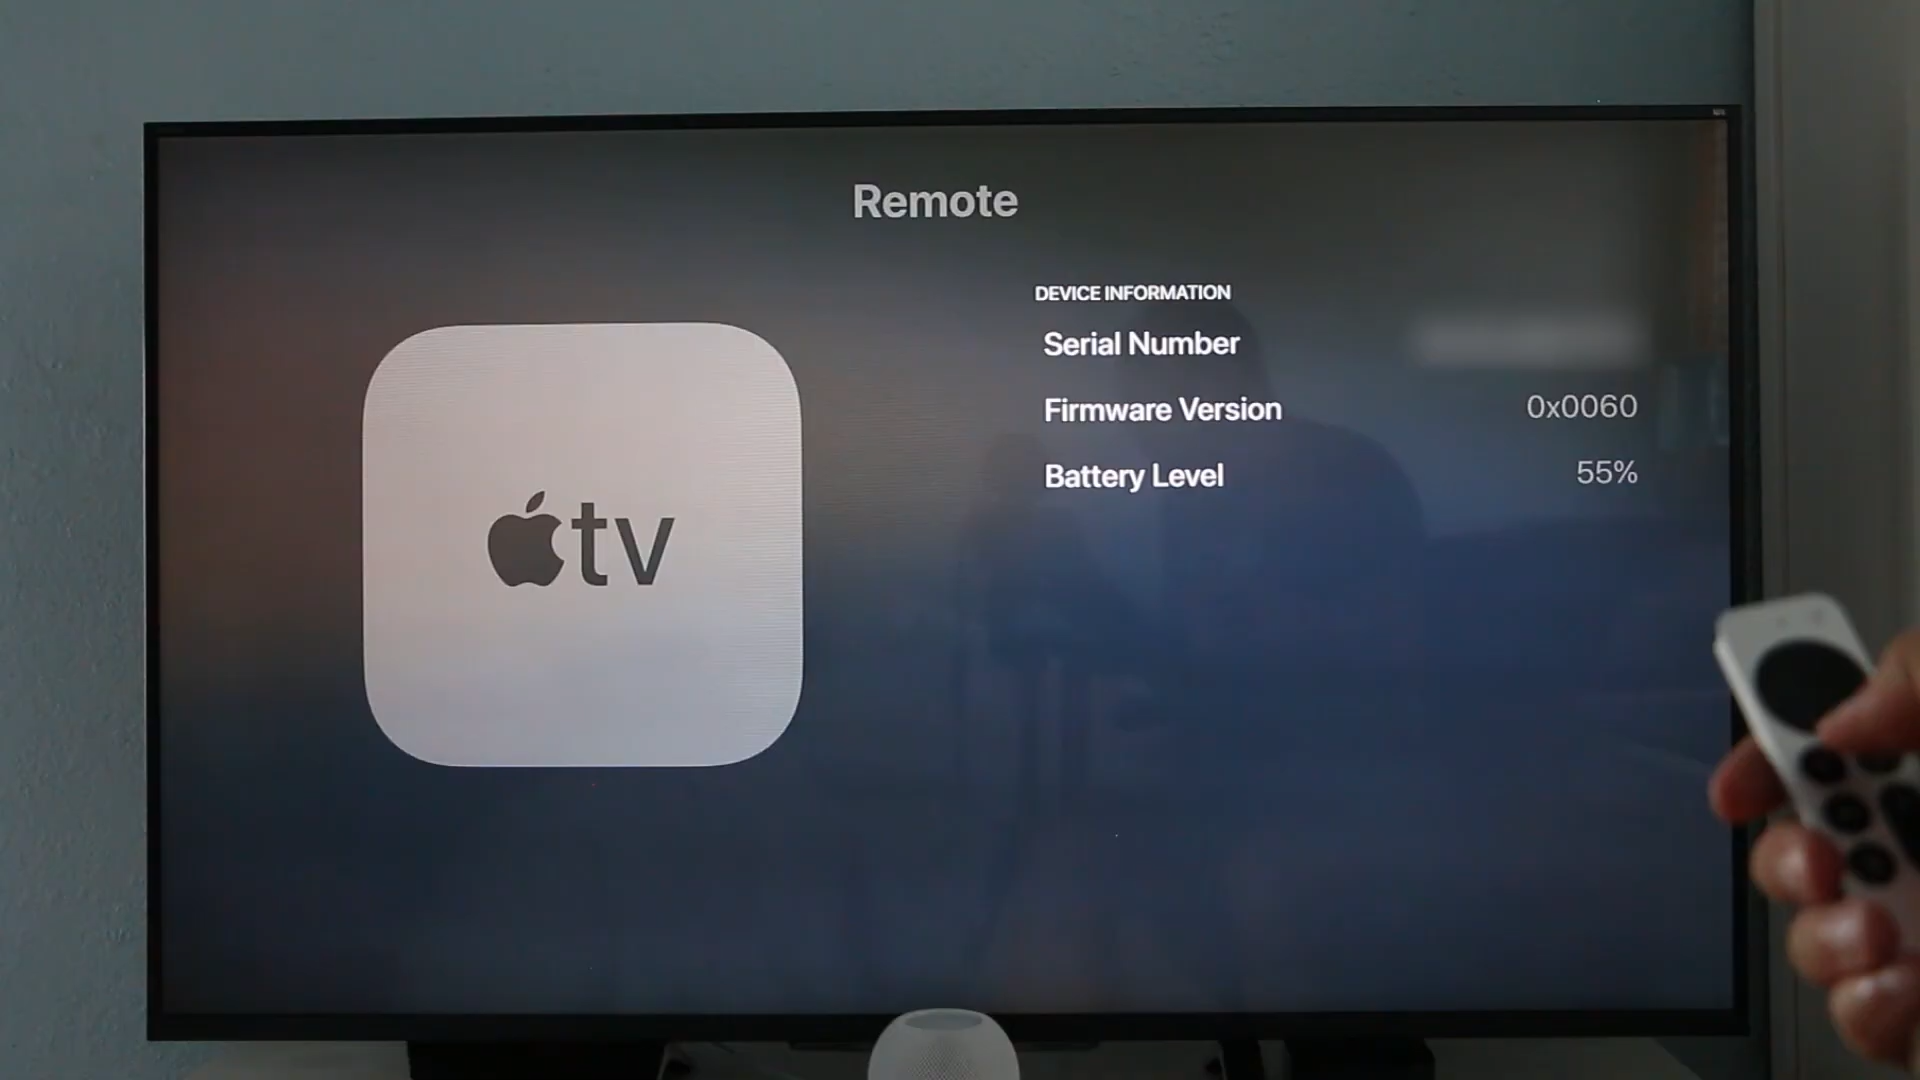 Remote
DEVICE INFORMATION
Serial Number
Firmware Version 0x0060
Battery Level 55%
tv